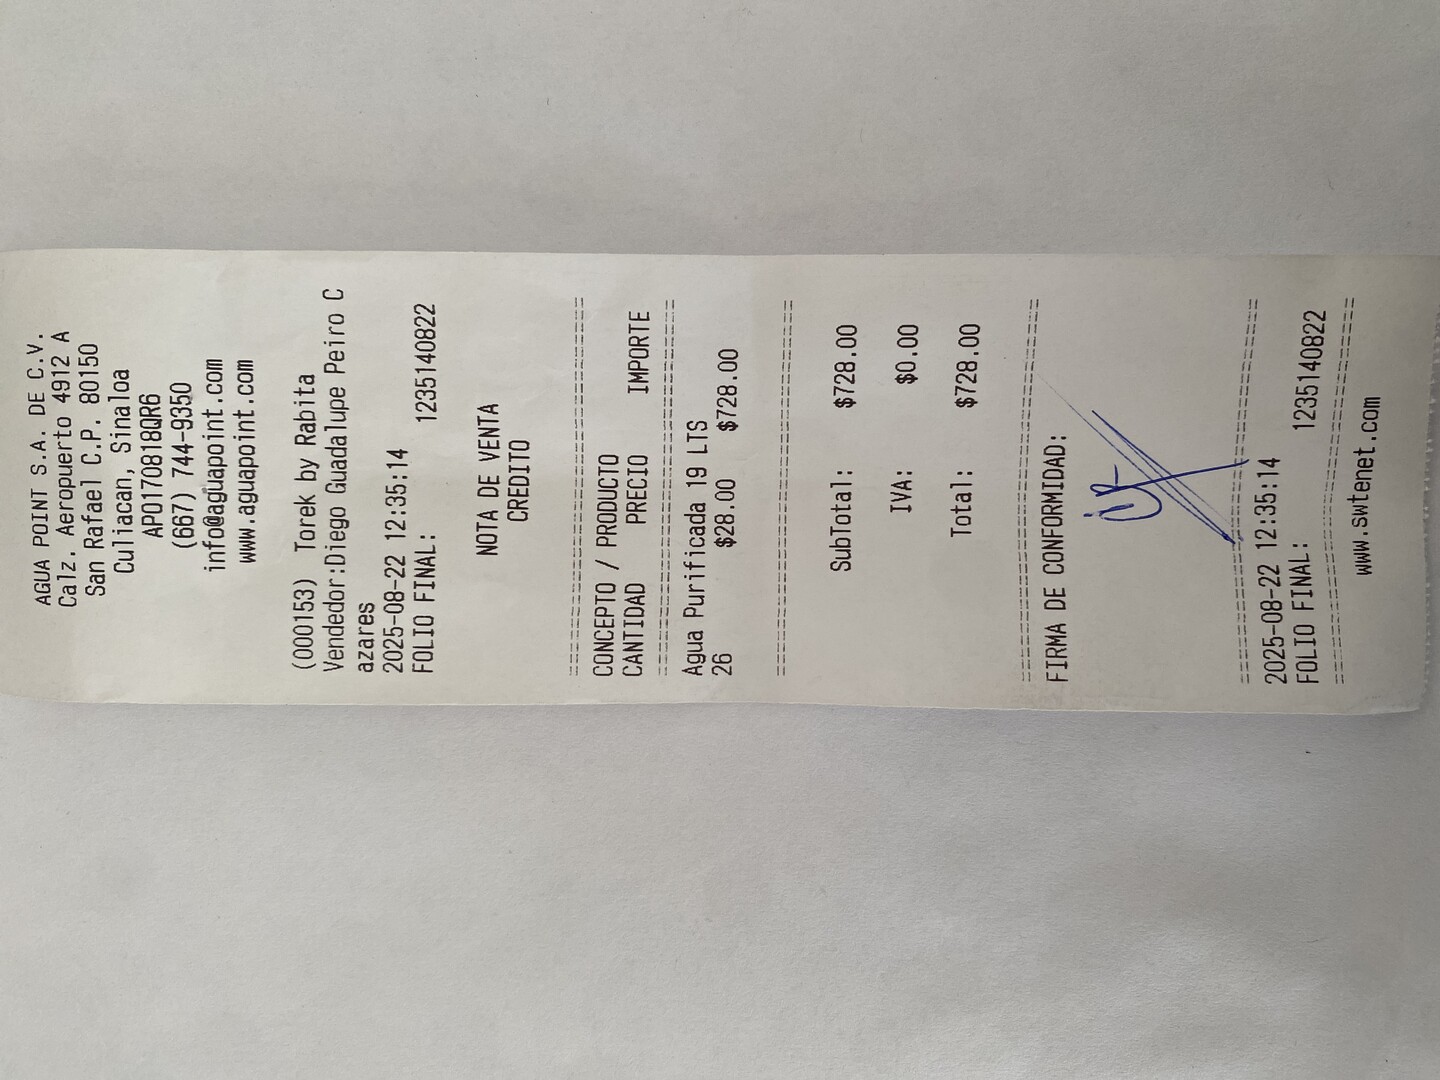 AGUA POINT S.A. DE C.V.
Calz. Aeropuerto 4912 A
San Rafael C.P. 80150
Culiacan, Sinaloa
APO170818QR6
(667) 744-9350
info@aguapoint.com
www.aguapoint.com
(000153) Torek by Rabita
Vendedor:Diego Guadalupe Peiro C
azares
2025-08-22 12:35:14
FOLIO FINAL: 1235140822
NOTA DE VENTA
CREDITO
CONCEPTO / PRODUCTO
CANTIDAD PRECIO IMPORTE
Agua Purificada 19 LTS
26 $28.00 $728.00
SubTotal: $728.00
IVA: $0.00
Total: $728.00
FIRMA DE CONFORMIDAD:
2025-08-22 12:35:14
FOLIO FINAL: 1235140822
www.swtenet.com